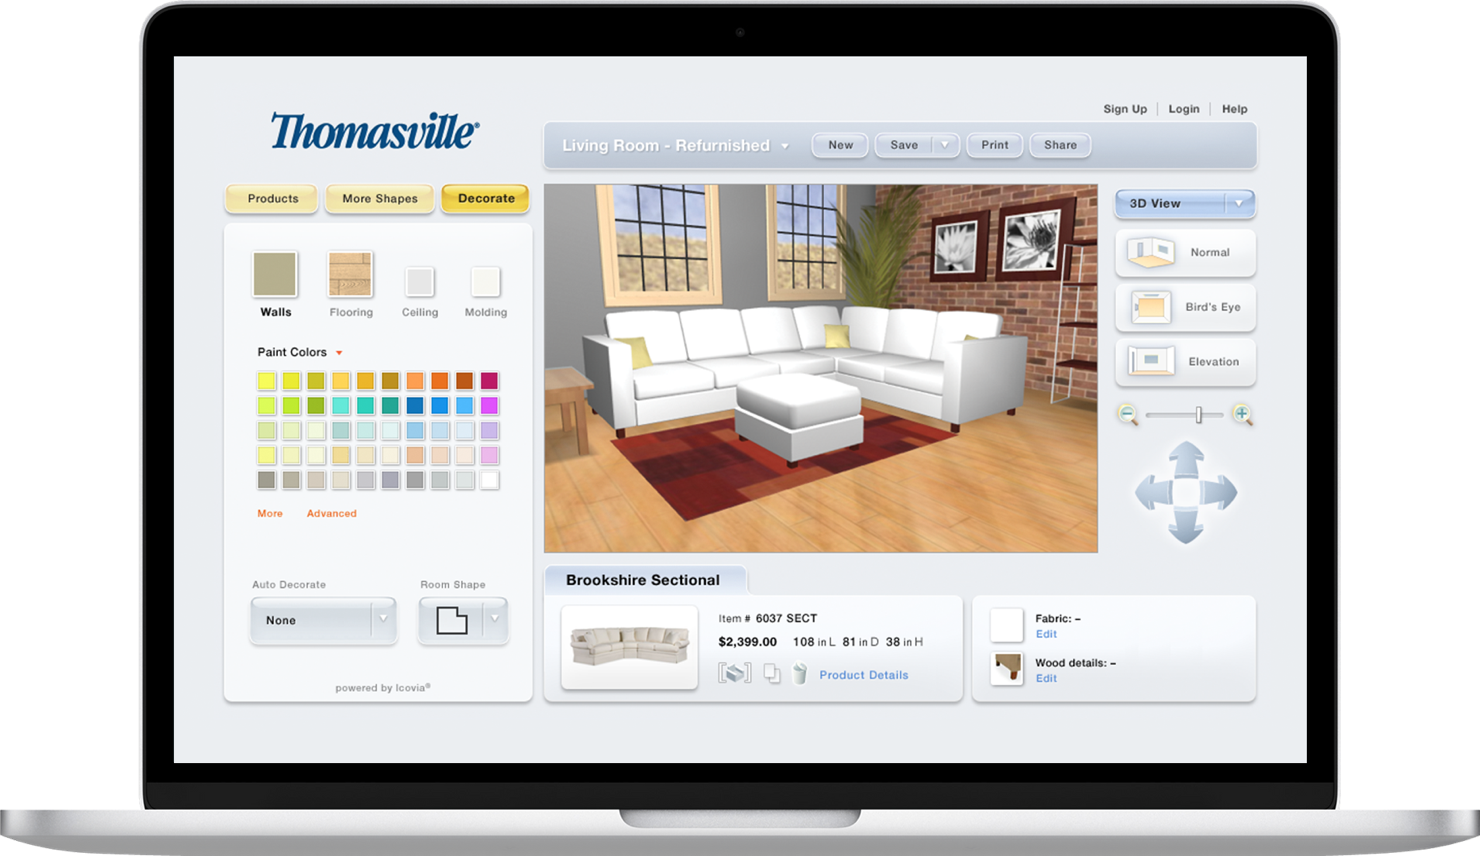 Sign Up Login Help
Thomasville®
Living Room - Refurnished New Save Print Share
Products More Shapes Decorate
3D View
Normal
Bird's Eye
Elevation
Walls Flooring Ceiling Molding
Paint Colors
More Advanced
Auto Decorate Room Shape
None
powered by Icovia®
Brookshire Sectional
Item # 6037 SECT
$2,399.00 108 in L 81 in D 38 in H
Product Details
Fabric: –
Edit
Wood details: –
Edit